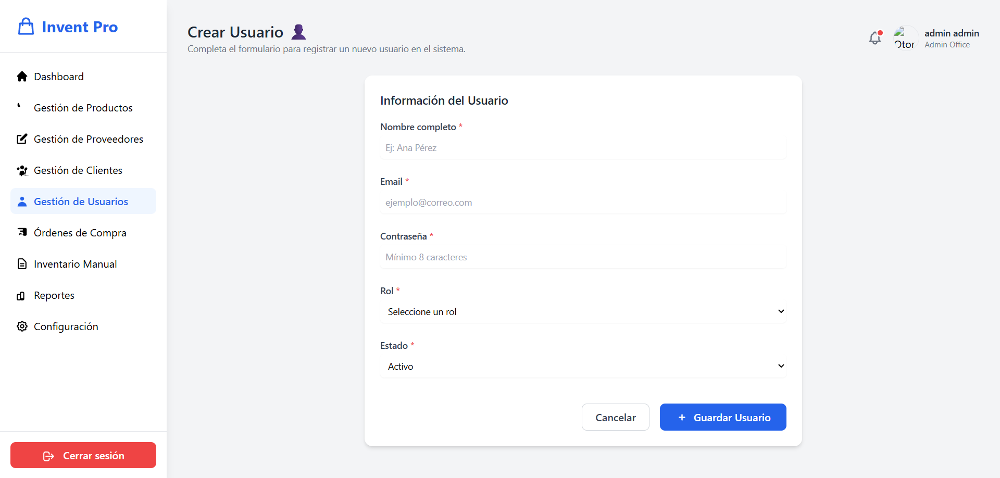 Invent Pro
Dashboard
Gestión de Productos
Gestión de Proveedores
Gestión de Clientes
Gestión de Usuarios
Órdenes de Compra
Inventario Manual
Reportes
Configuración
Cerrar sesión
Crear Usuario
Completa el formulario para registrar un nuevo usuario en el sistema.
Otor
admin admin
Admin Office
Información del Usuario
Nombre completo *
Ej: Ana Pérez
Email *
ejemplo@correo.com
Contraseña *
Mínimo 8 caracteres
Rol *
Seleccione un rol
Estado *
Activo
Cancelar
+ Guardar Usuario